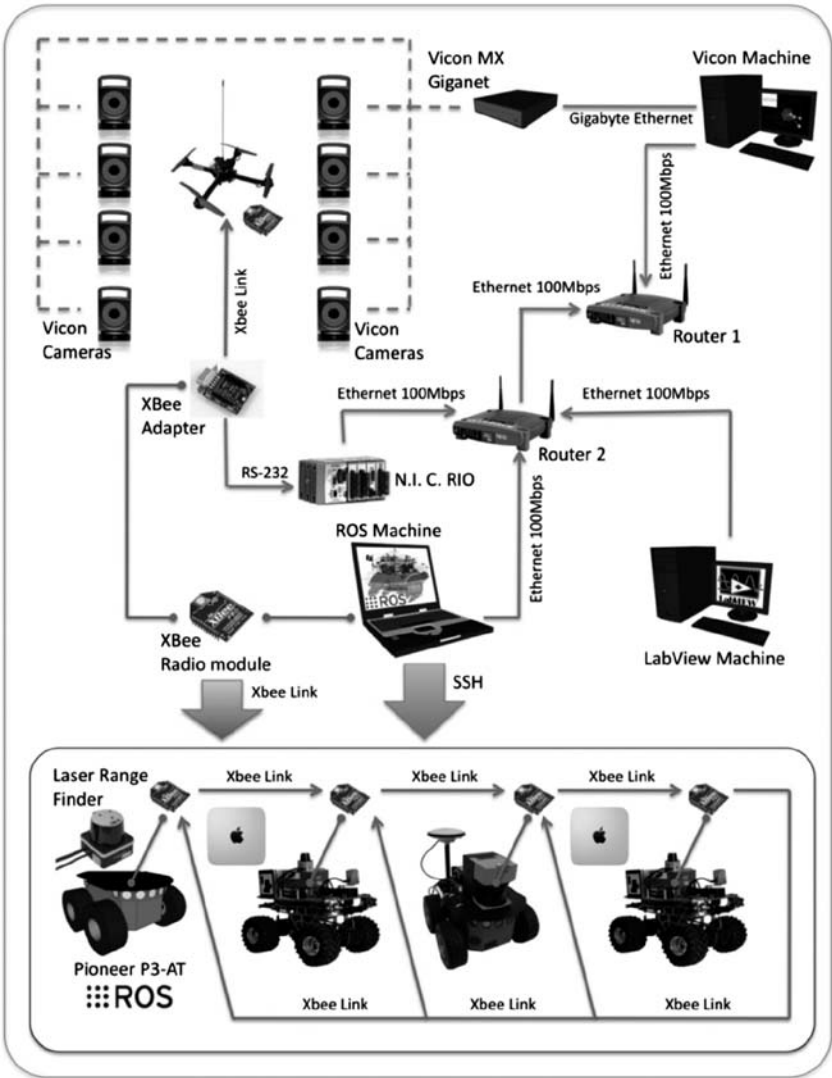 Vicon MX
Giganet
Vicon Machine
Gigabyte Ethernet
Ethernet 100Mbps
Xbee Link
Ethernet 100Mbps
Router 1
Vicon
Cameras
Vicon
Cameras
XBee
Adapter
Ethernet 100Mbps
Ethernet 100Mbps
Router 2
RS-232
N.I. C. RIO
ROS Machine
ROS
Ethernet 100Mbps
LabVIEW
XBee
Radio module
LabView Machine
Xbee Link
SSH
Laser Range
Finder
Xbee Link
Xbee Link
Xbee Link
Pioneer P3-AT
ROS
Xbee Link
Xbee Link
Xbee Link